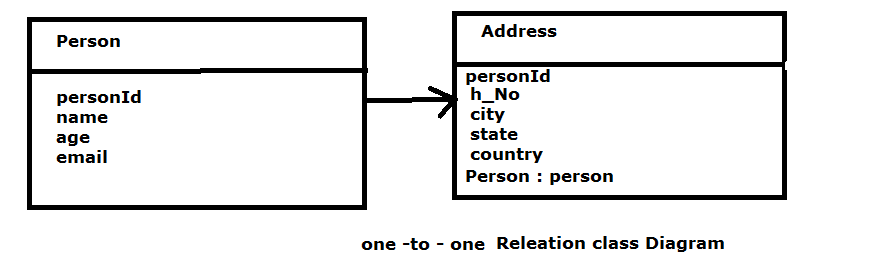 Person
personId
name
age
email
Address
personId
h_No
city
state
country
Person : person
one -to - one Releation class Diagram